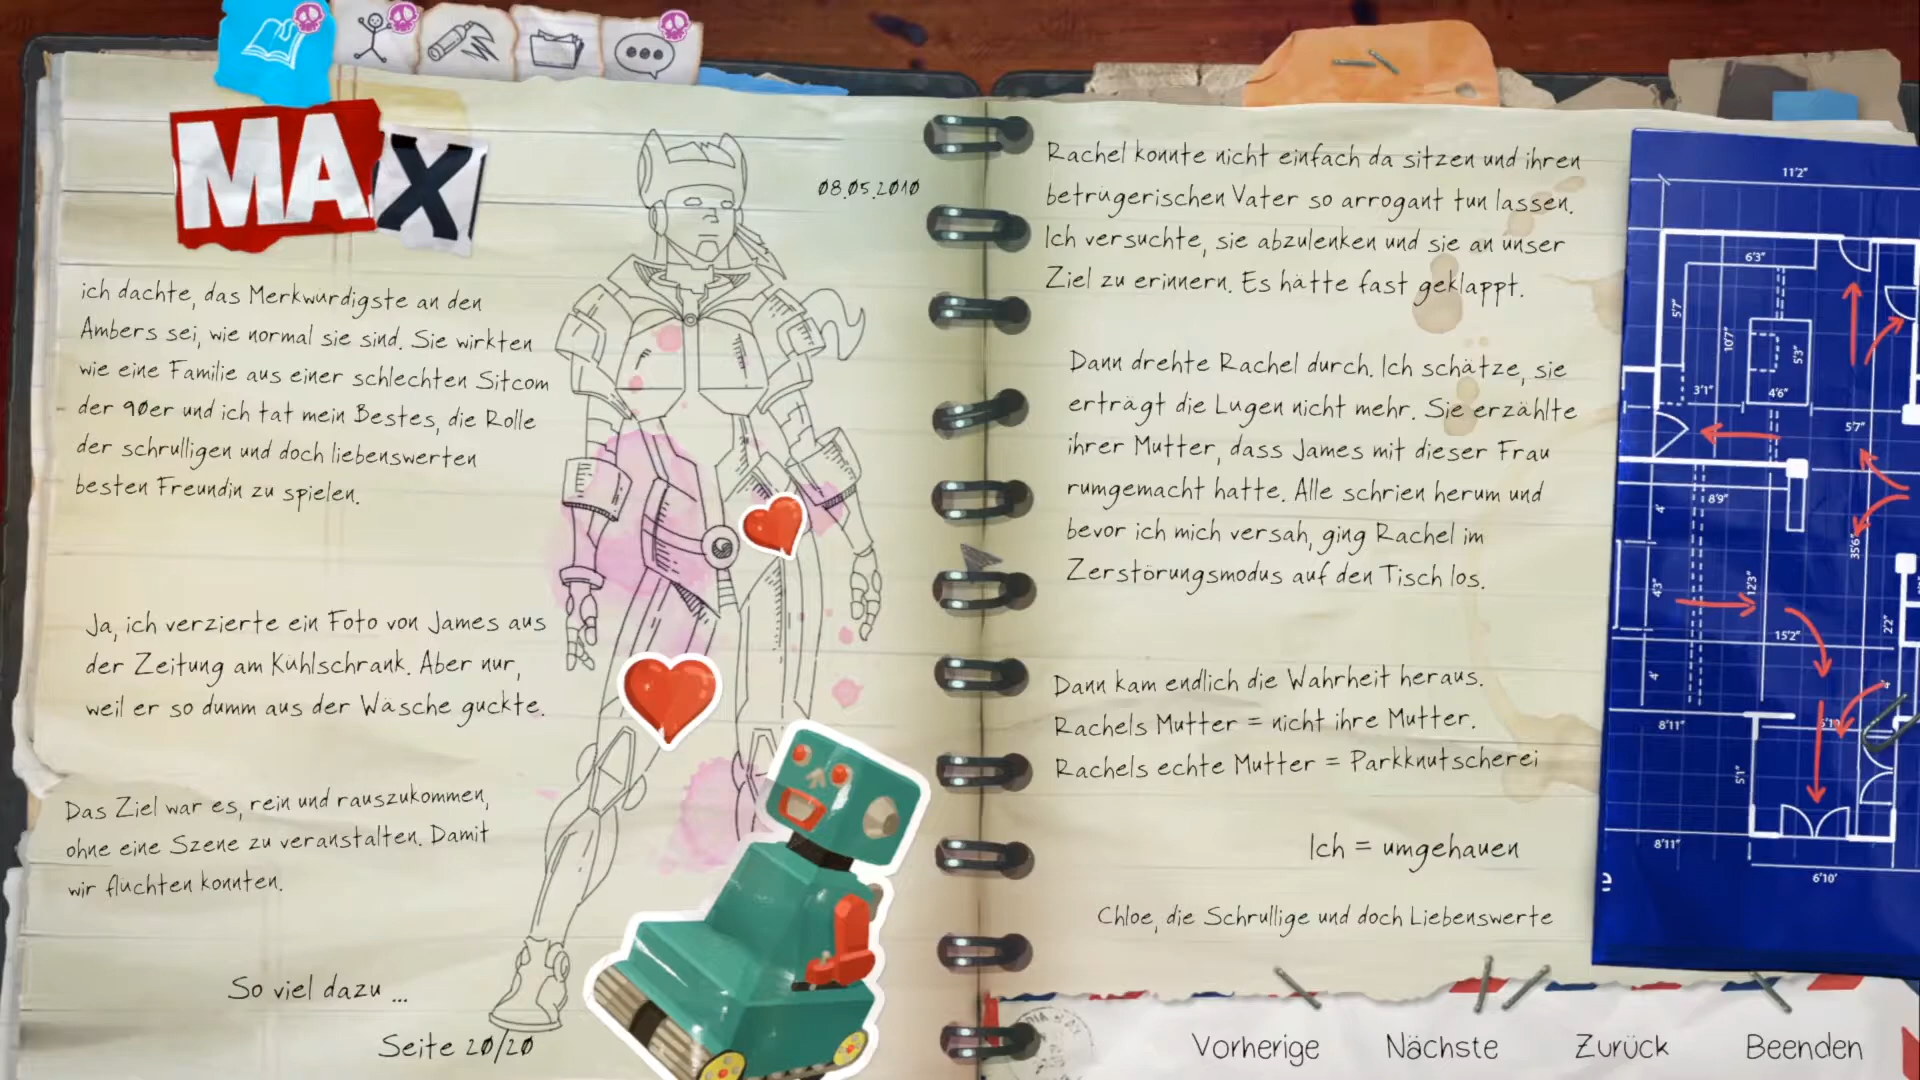 MAX
08.05.2010
ich dachte, das Merkwurdigste an den
Ambers sei, wie normal sie sind. Sie wirkten
wie eine Familie aus einer schlechten Sitcom
der 90er und ich tat mein Bestes, die Rolle
der schrulligen und doch liebenswerten
besten Freundin zu spielen.
Ja, ich verzierte ein Foto von James aus
der Zeitung am Kuhlschrank. Aber nur,
weil er so dumm aus der Wasche guckte.
Das Ziel war es, rein und rauszukommen,
ohne eine Szene zu veranstalten. Damit
wir fluchten konnten.
So viel dazu ...
Seite 20/20
Rachel konnte nicht einfach da sitzen und ihren
betrugerischen Vater so arrogant tun lassen.
Ich versuchte, sie abzulenken und sie an unser
Ziel zu erinnern. Es hätte fast geklappt.
Dann drehte Rachel durch. Ich schätze, sie
erträgt die Lugen nicht mehr. Sie erzählte
ihrer Mutter, dass James mit dieser Frau
rumgemacht hatte. Alle schrien herum und
bevor ich mich versah, ging Rachel im
Zerstörungsmodus auf den Tisch los.
Dann kam endlich die Wahrheit heraus.
Rachels Mutter = nicht ihre Mutter.
Rachels echte Mutter = Parkknutscherei
Ich = umgehauen
Chloe, die Schrullige und doch Liebenswerte
11'2"
6'3"
5'7"
10'7"
5'3"
3'1"
4'6"
5'7"
8'9"
4'
35'6"
4'3"
12'3"
2'2"
15'2"
4'
4'
8'11"
5'1"
8'11"
6'10'
Vorherige
Nächste
Zurück
Beenden